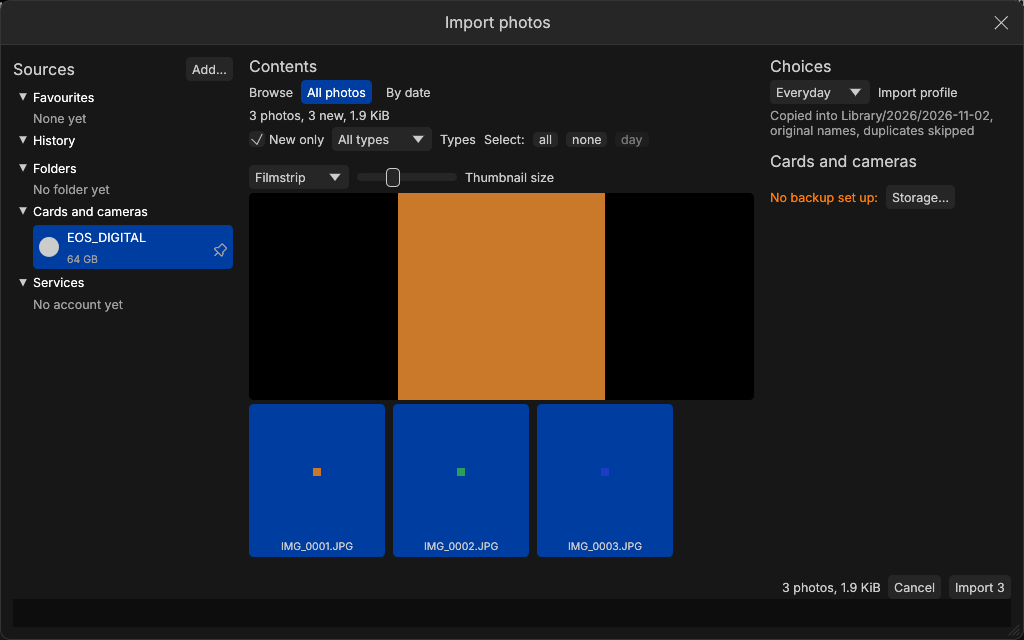 Import photos
Sources
Add...
Favourites
None yet
History
Folders
No folder yet
Cards and cameras
EOS_DIGITAL
64 GB
Services
No account yet
Contents
Browse All photos By date
3 photos, 3 new, 1.9 KiB
New only All types Types Select: all none day
Filmstrip Thumbnail size
IMG_0001.JPG IMG_0002.JPG IMG_0003.JPG
Choices
Everyday Import profile
Copied into Library/2026/2026-11-02,
original names, duplicates skipped
Cards and cameras
No backup set up: Storage...
3 photos, 1.9 KiB Cancel Import 3